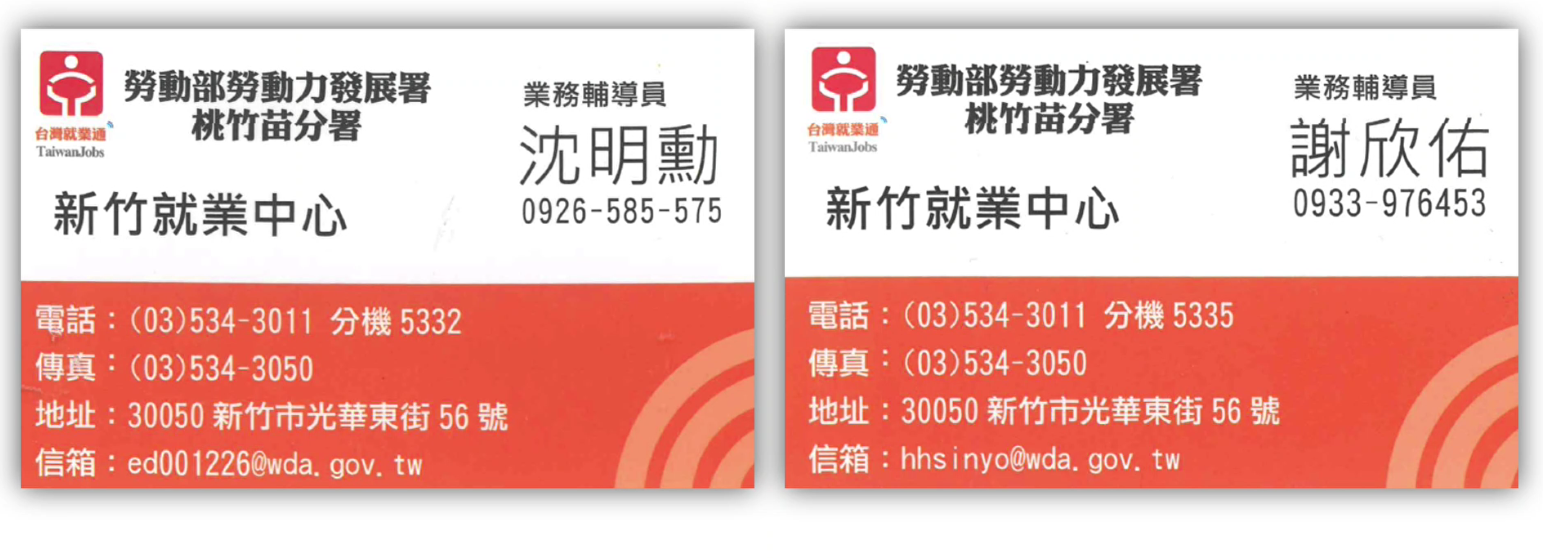 勞動部勞動力發展署
桃竹苗分署
台灣就業通
TaiwanJobs
業務輔導員
沈明勳
0926-585-575
新竹就業中心
電話：(03)534-3011 分機 5332
傳真：(03)534-3050
地址：30050 新竹市光華東街 56 號
信箱：ed001226@wda.gov.tw
勞動部勞動力發展署
桃竹苗分署
台灣就業通
TaiwanJobs
業務輔導員
謝欣佑
0933-976453
新竹就業中心
電話：(03)534-3011 分機 5335
傳真：(03)534-3050
地址：30050 新竹市光華東街 56 號
信箱：hhsinyo@wda.gov.tw